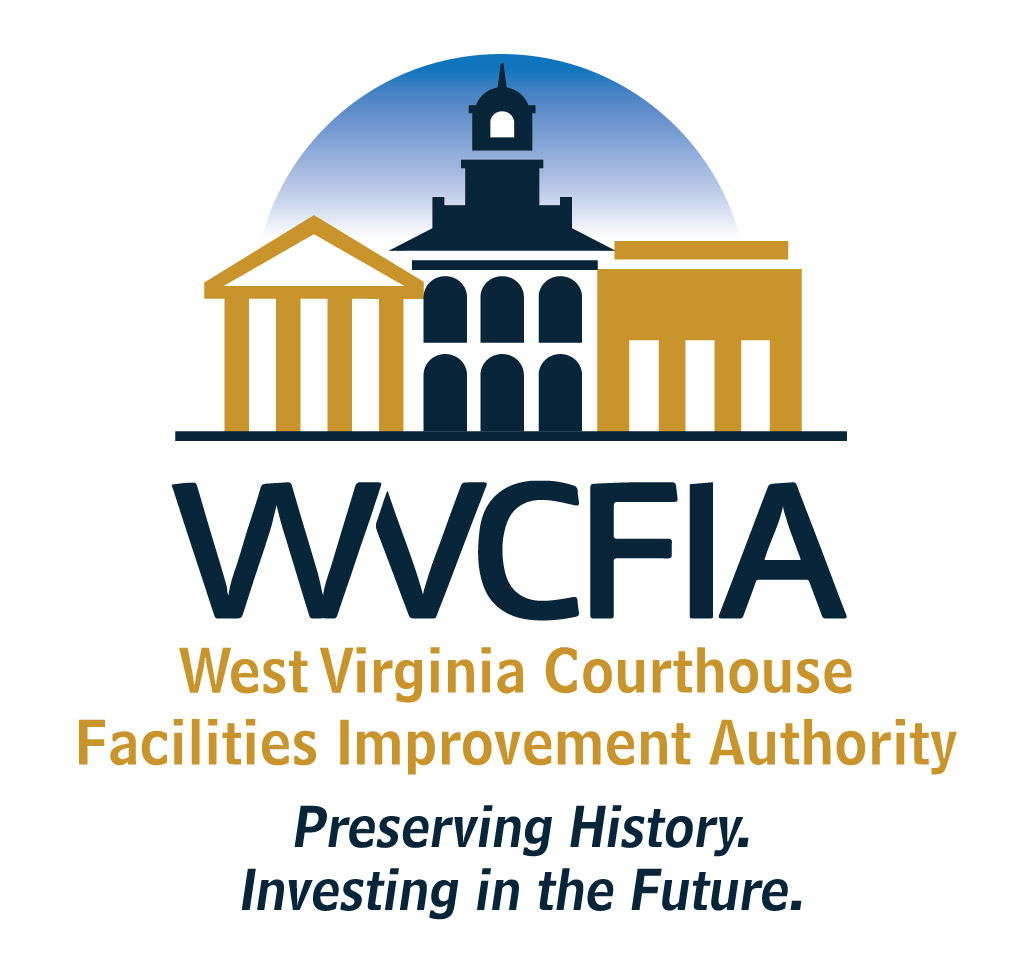 WVCFIA
West Virginia Courthouse
Facilities Improvement Authority
Preserving History.
Investing in the Future.